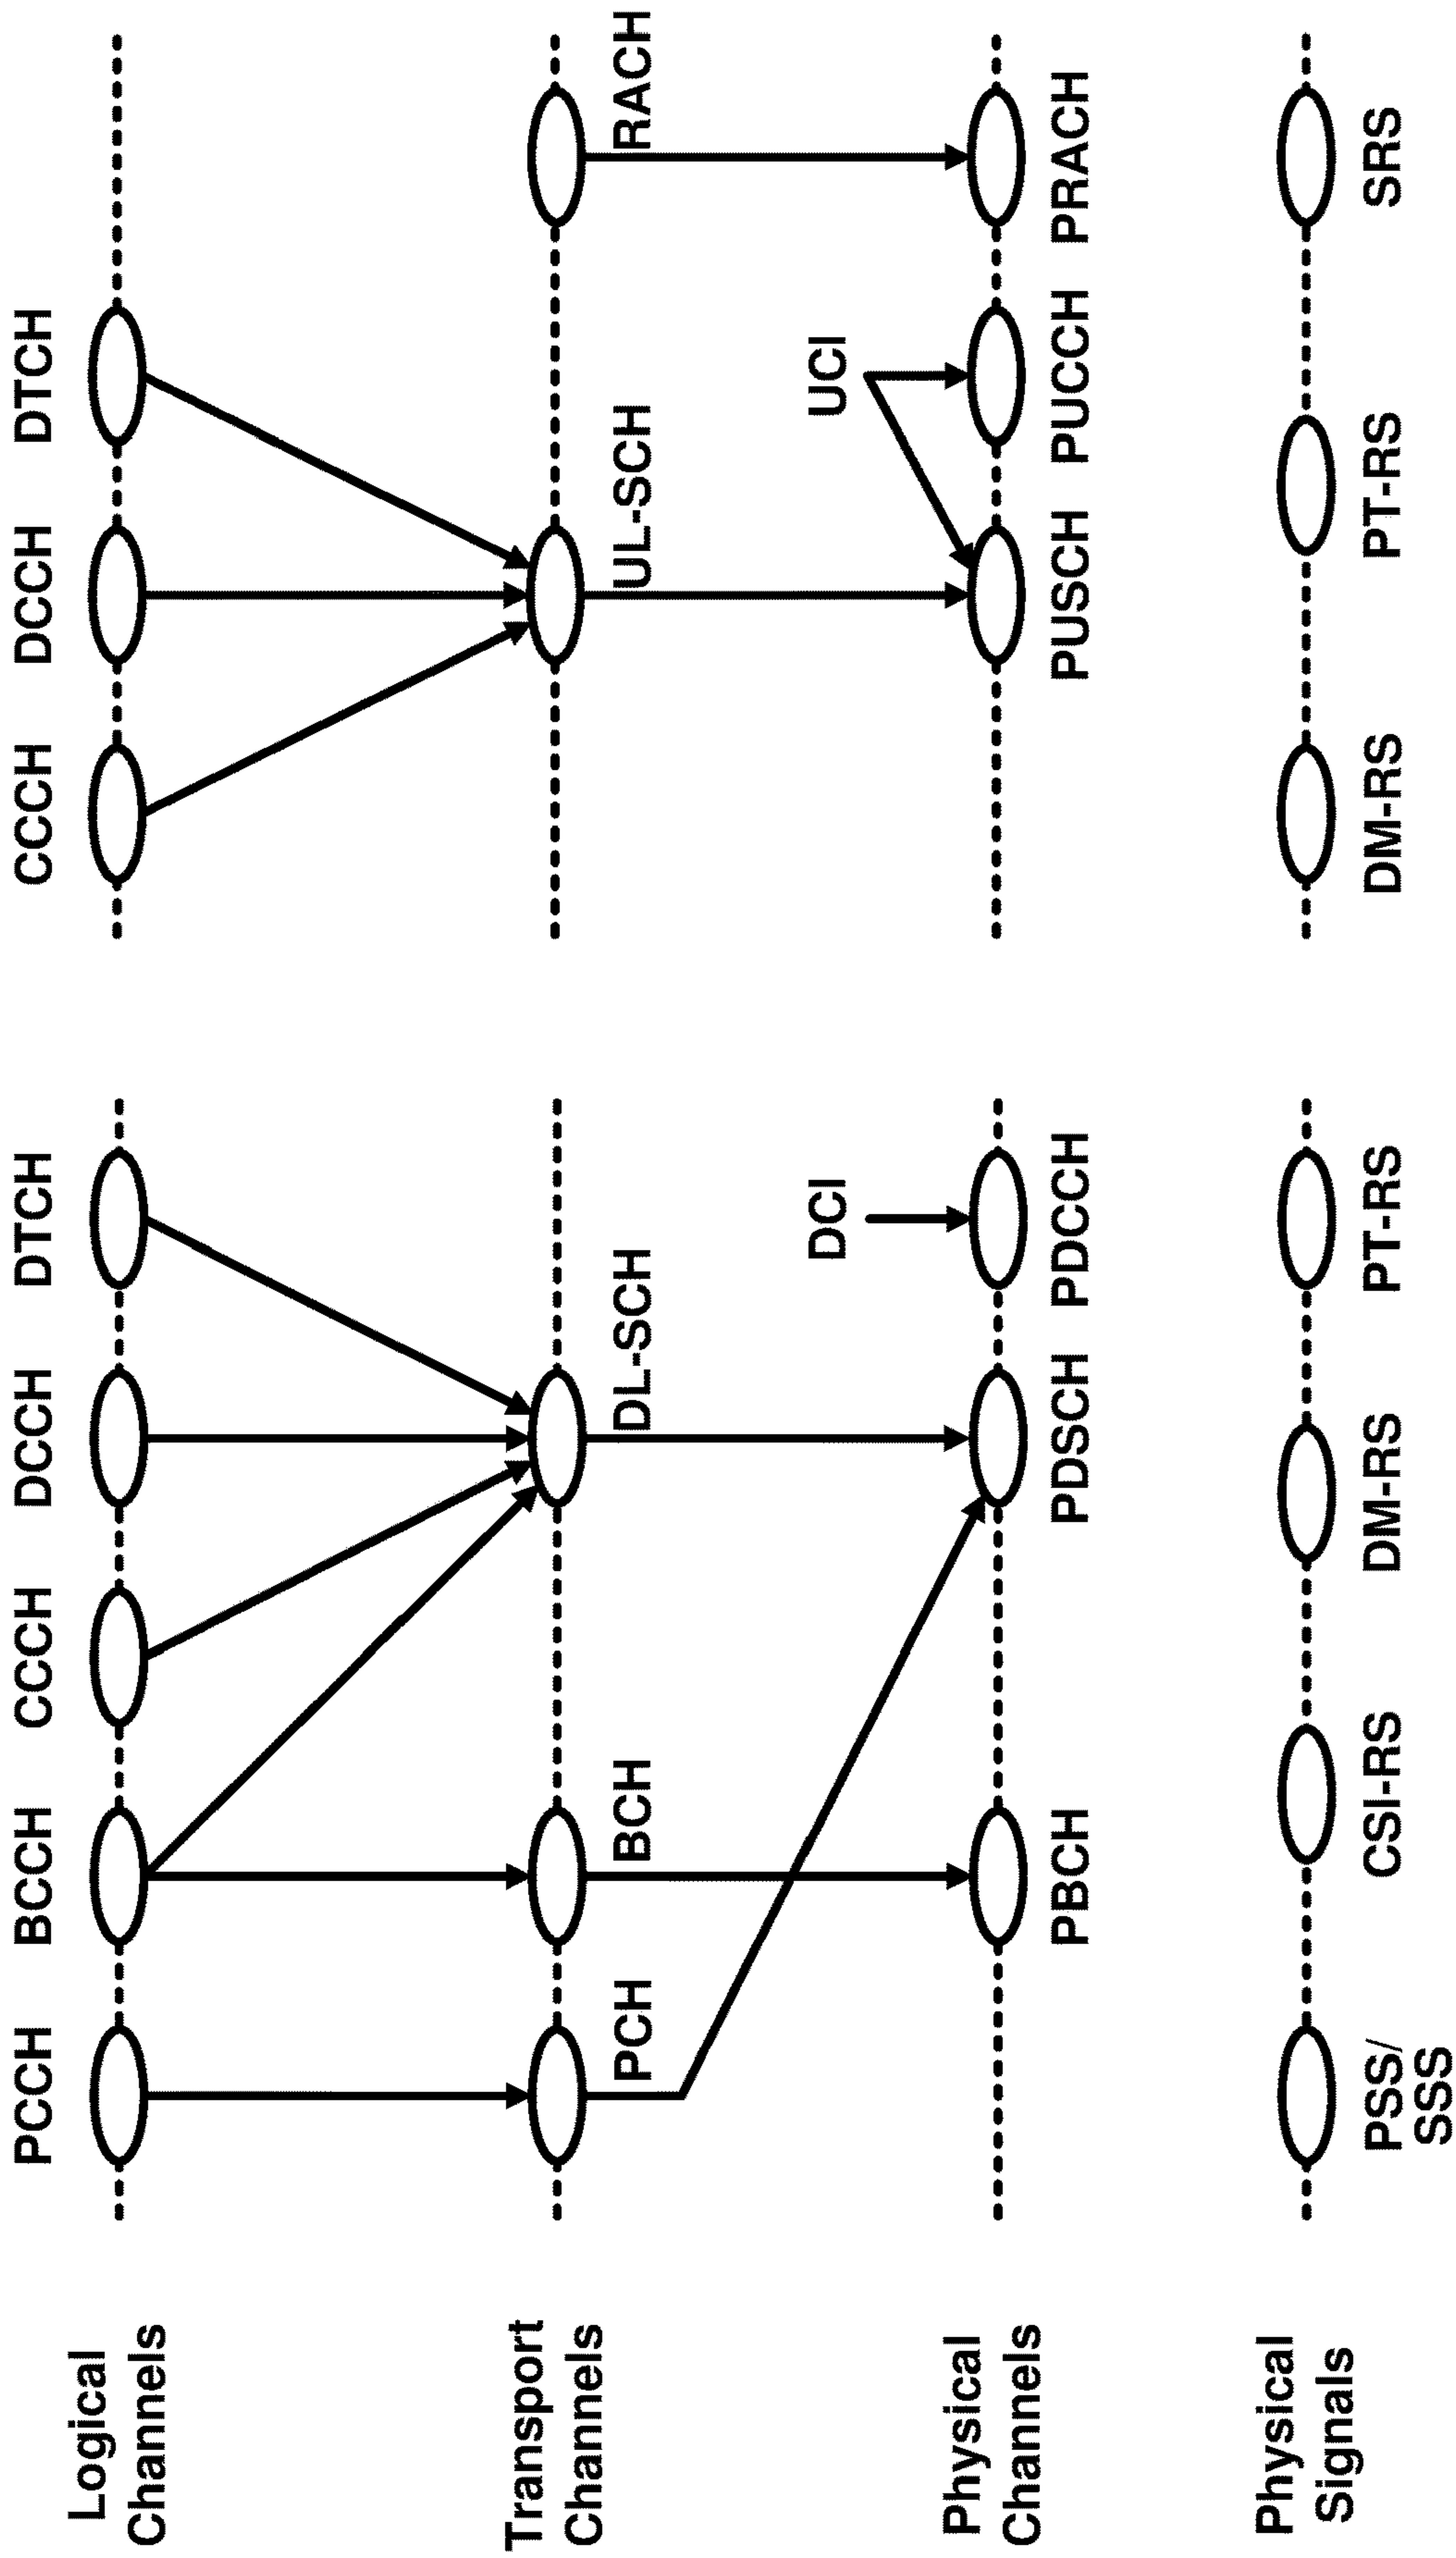 Logical
Channels
PCCH
BCCH
CCCH
DCCH
DTCH
CCCH
DCCH
DTCH
Transport
Channels
PCH
BCH
DL-SCH
UL-SCH
RACH
DCI
UCI
Physical
Channels
PBCH
PDSCH
PDCCH
PUSCH
PUCCH
PRACH
Physical
Signals
PSS/
SSS
CSI-RS
DM-RS
PT-RS
DM-RS
PT-RS
SRS